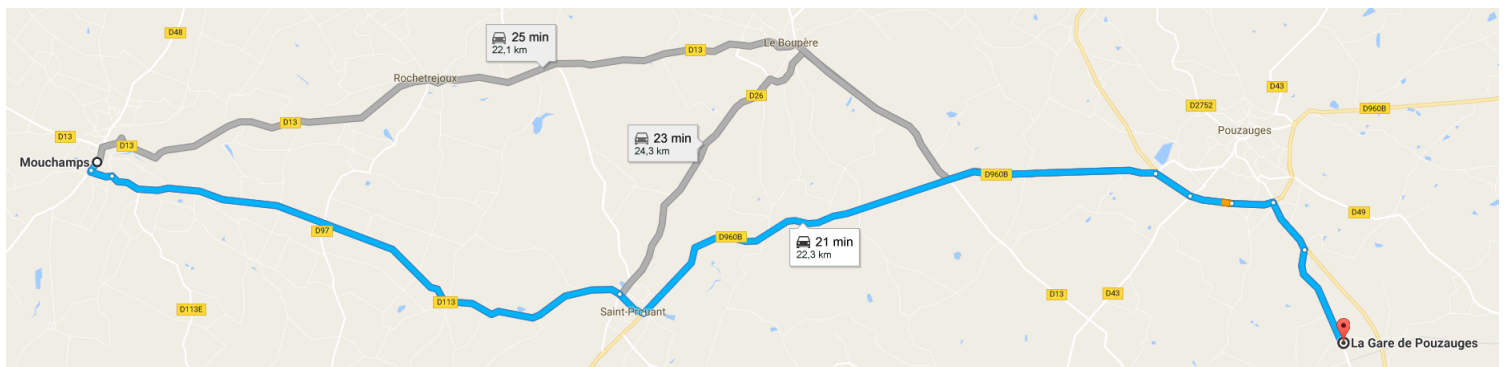 D48
25 min
22,1 km
D13
Le Boupère
Rochetrejoux
D26
D43
D2752
D960B
D13
D13
D13
Pouzauges
23 min
24,3 km
Mouchamps
D960B
D49
D97
D960B
21 min
22,3 km
D113
D113E
Saint-Prouant
D13
D43
La Gare de Pouzauges